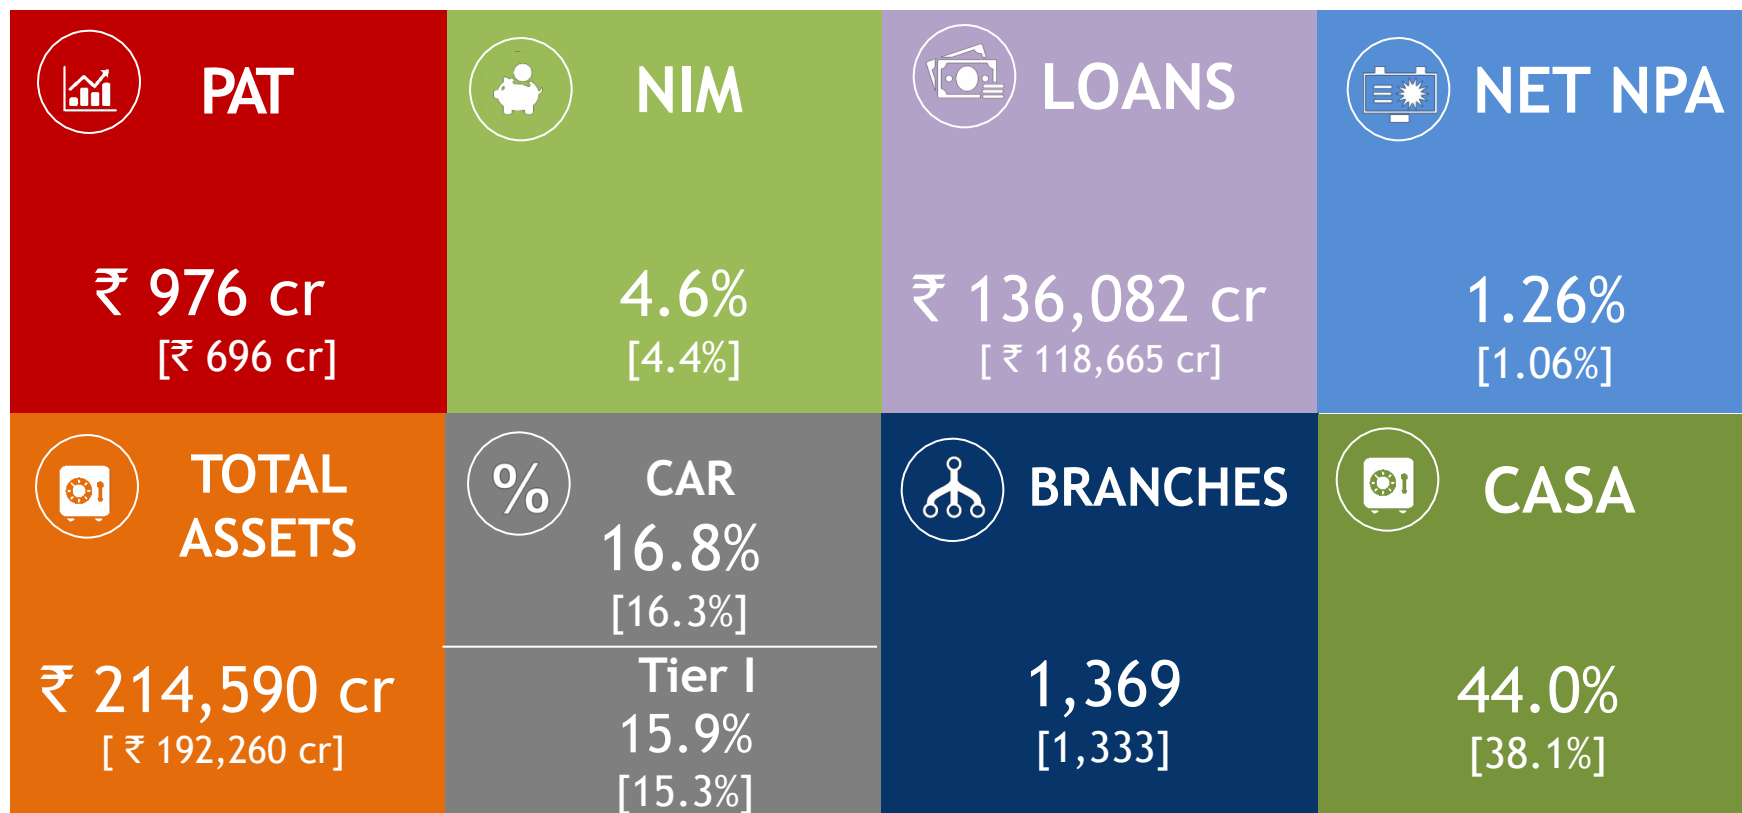 PAT
₹ 976 cr
[₹ 696 cr]
NIM
4.6%
[4.4%]
LOANS
₹ 136,082 cr
[ ₹ 118,665 cr]
NET NPA
1.26%
[1.06%]
TOTAL
ASSETS
₹ 214,590 cr
[ ₹ 192,260 cr]
%
CAR
16.8%
[16.3%]
Tier I
15.9%
[15.3%]
BRANCHES
1,369
[1,333]
CASA
44.0%
[38.1%]